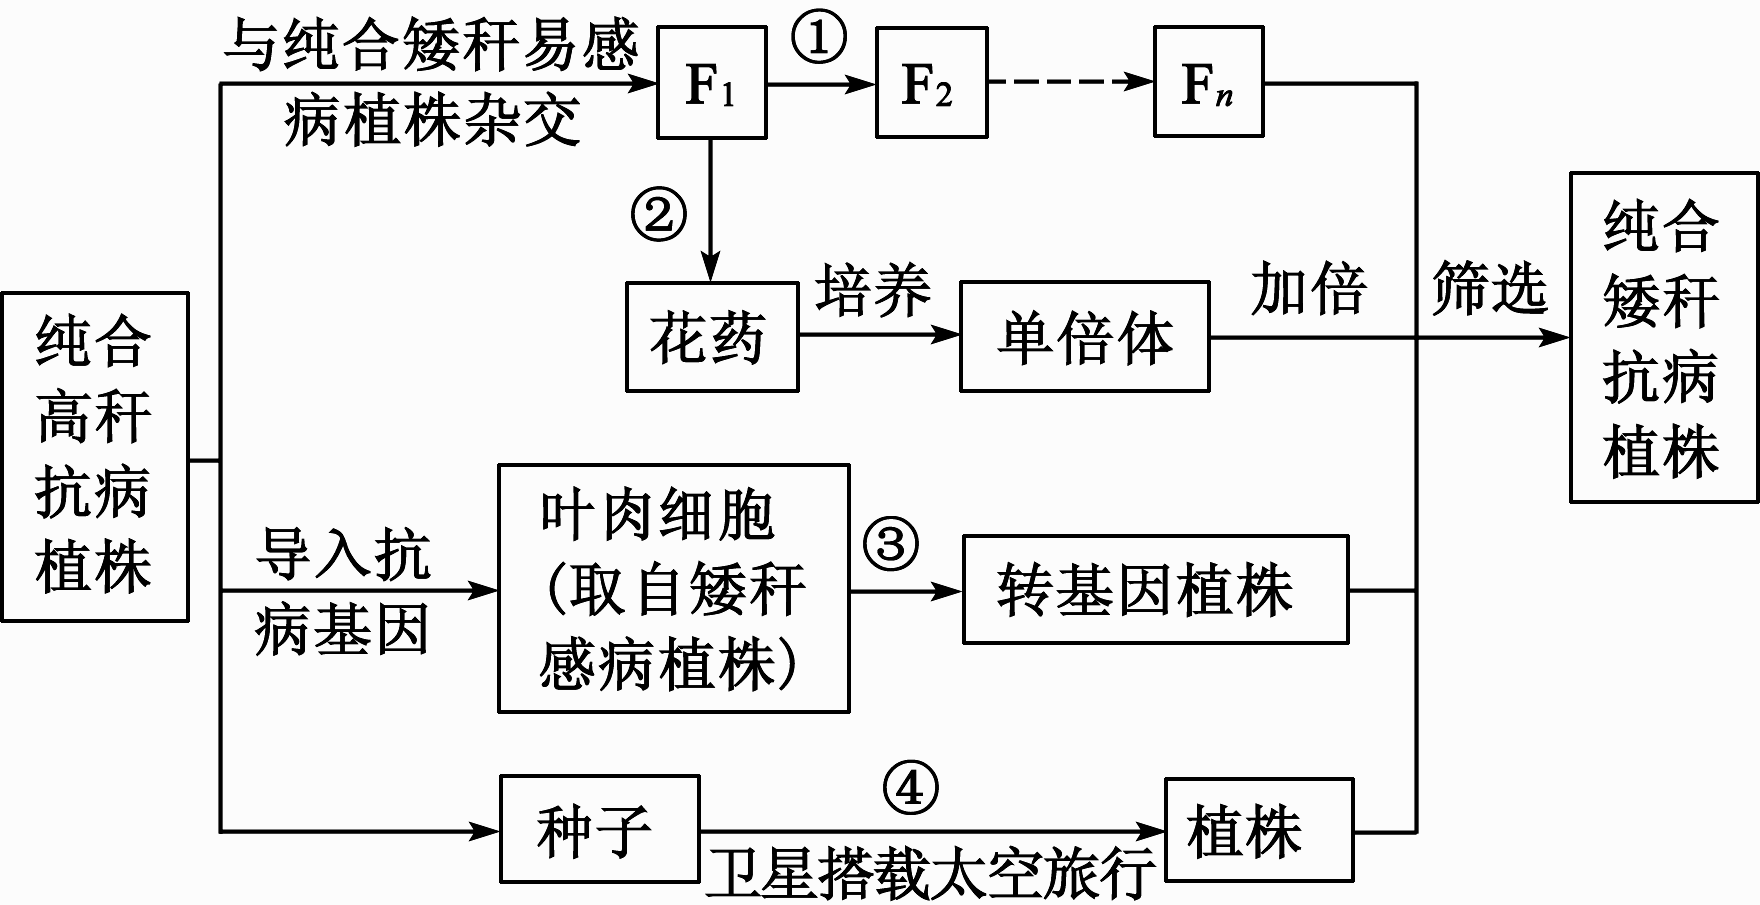 与纯合矮秆易感
病植株杂交
F1
①
F2
Fn
②
花药
培养
单倍体
加倍
筛选
纯合
矮秆
抗病
植株
纯合
高秆
抗病
植株
导入抗
病基因
叶肉细胞
(取自矮秆
感病植株)
③
转基因植株
种子
④
卫星搭载太空旅行
植株